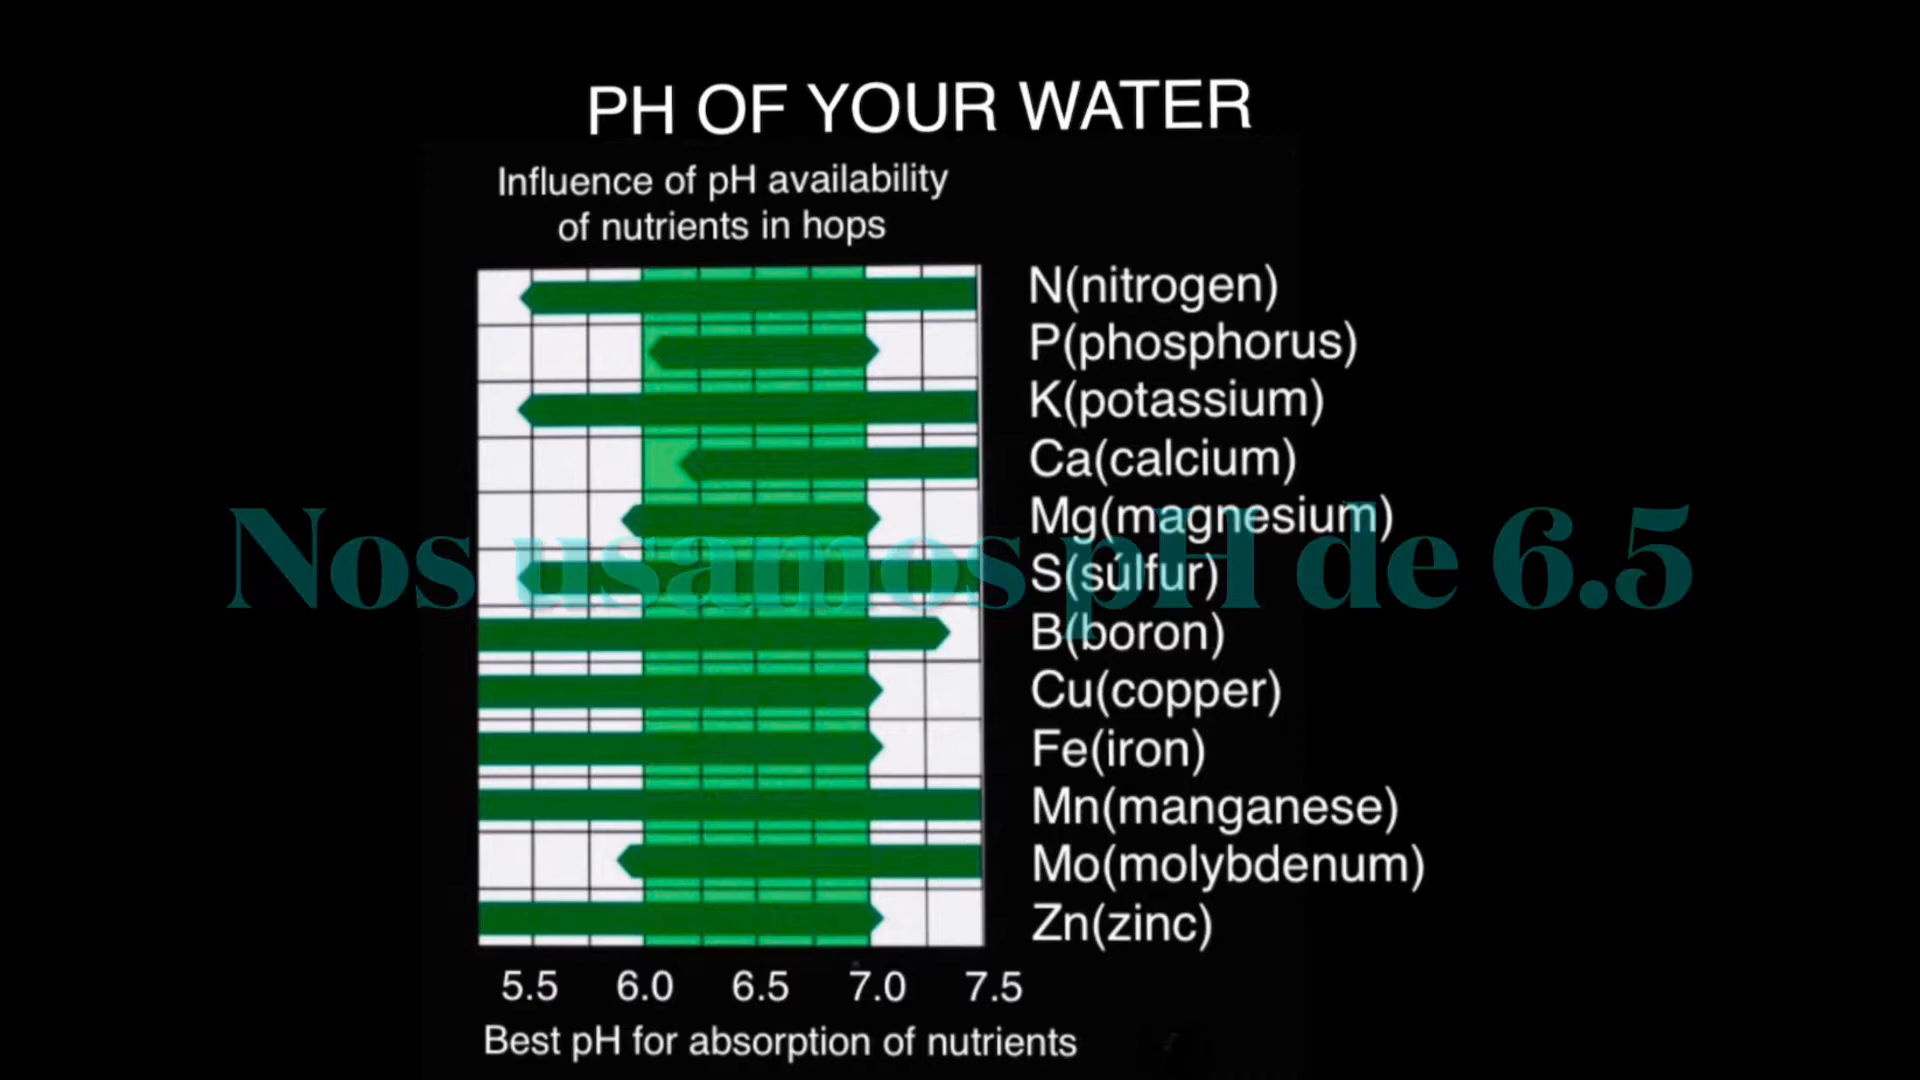 PH OF YOUR WATER
Influence of pH availability
of nutrients in hops
N(nitrogen)
P(phosphorus)
K(potassium)
Ca(calcium)
Mg(magnesium)
Nos usamos pH de 6.5
S(súlfur)
B(boron)
Cu(copper)
Fe(iron)
Mn(manganese)
Mo(molybdenum)
Zn(zinc)
5.5 6.0 6.5 7.0 7.5
Best pH for absorption of nutrients